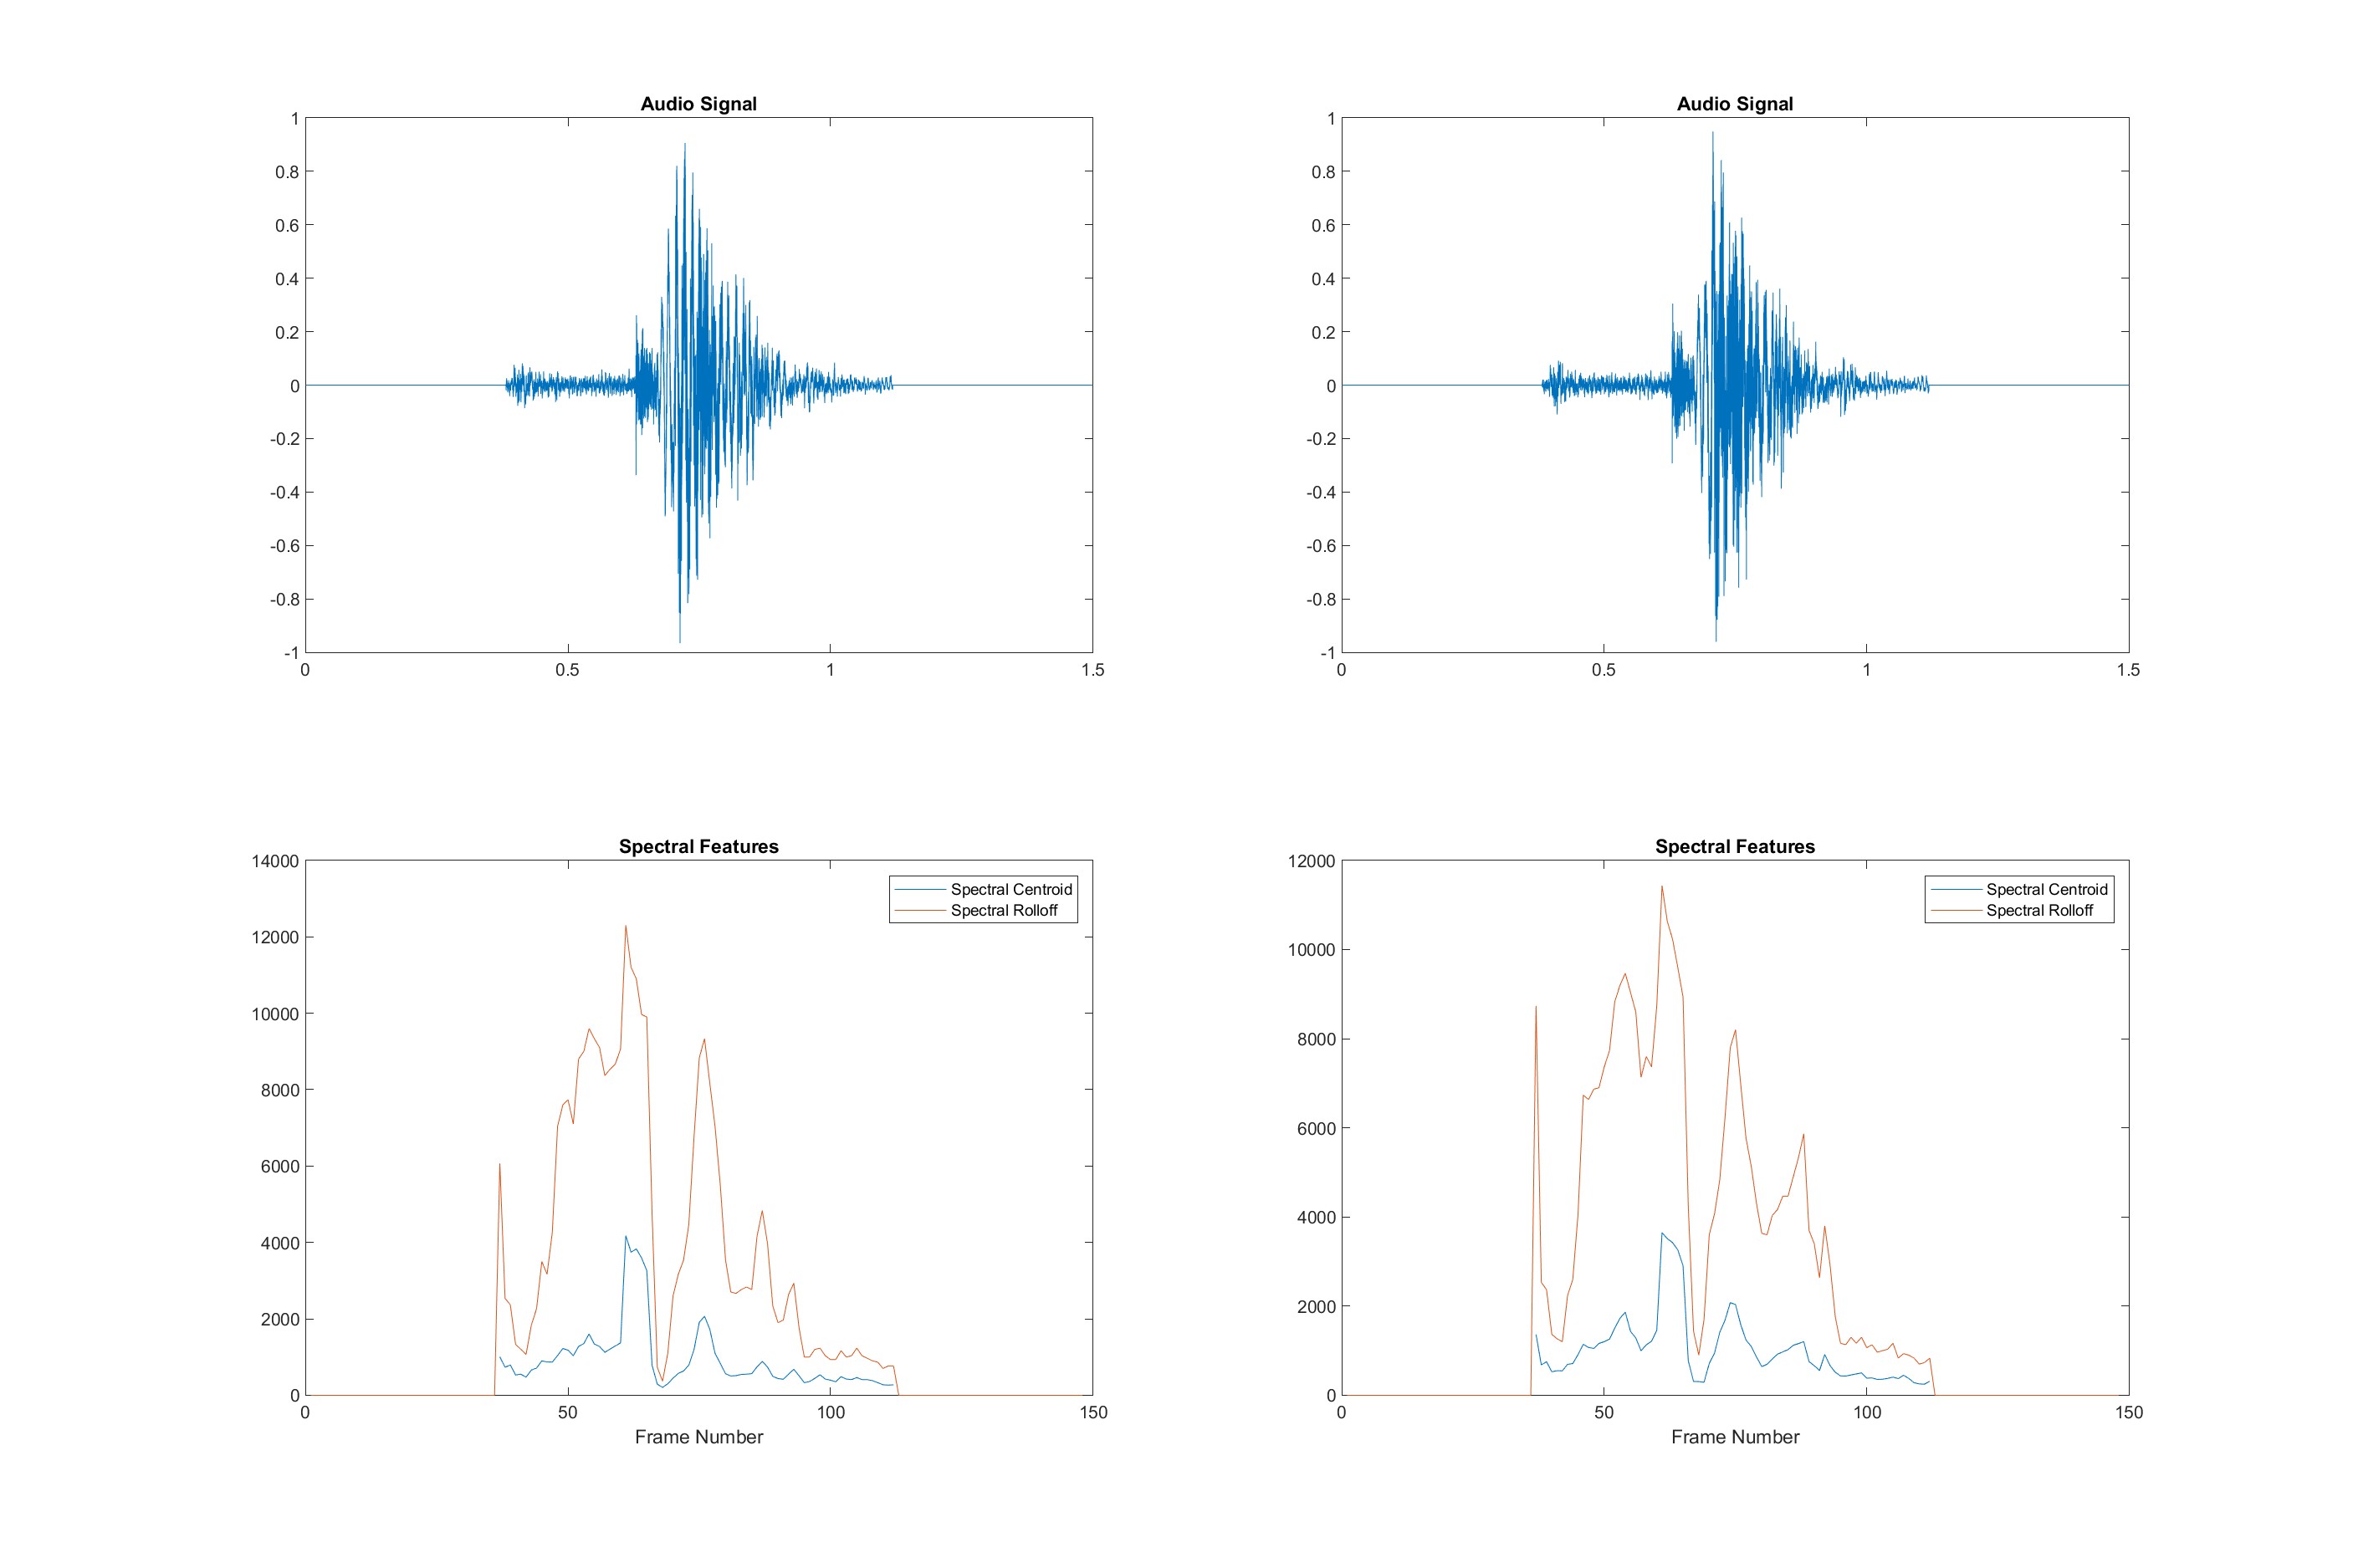 Audio Signal
1
0.8
0.6
0.4
0.2
0
-0.2
-0.4
-0.6
-0.8
-1
0 0.5 1 1.5
Audio Signal
1
0.8
0.6
0.4
0.2
0
-0.2
-0.4
-0.6
-0.8
-1
0 0.5 1 1.5
Spectral Features
14000
12000
10000
8000
6000
4000
2000
0
Spectral Centroid
Spectral Rolloff
0 50 100 150
Frame Number
Spectral Features
12000
10000
8000
6000
4000
2000
0
Spectral Centroid
Spectral Rolloff
0 50 100 150
Frame Number